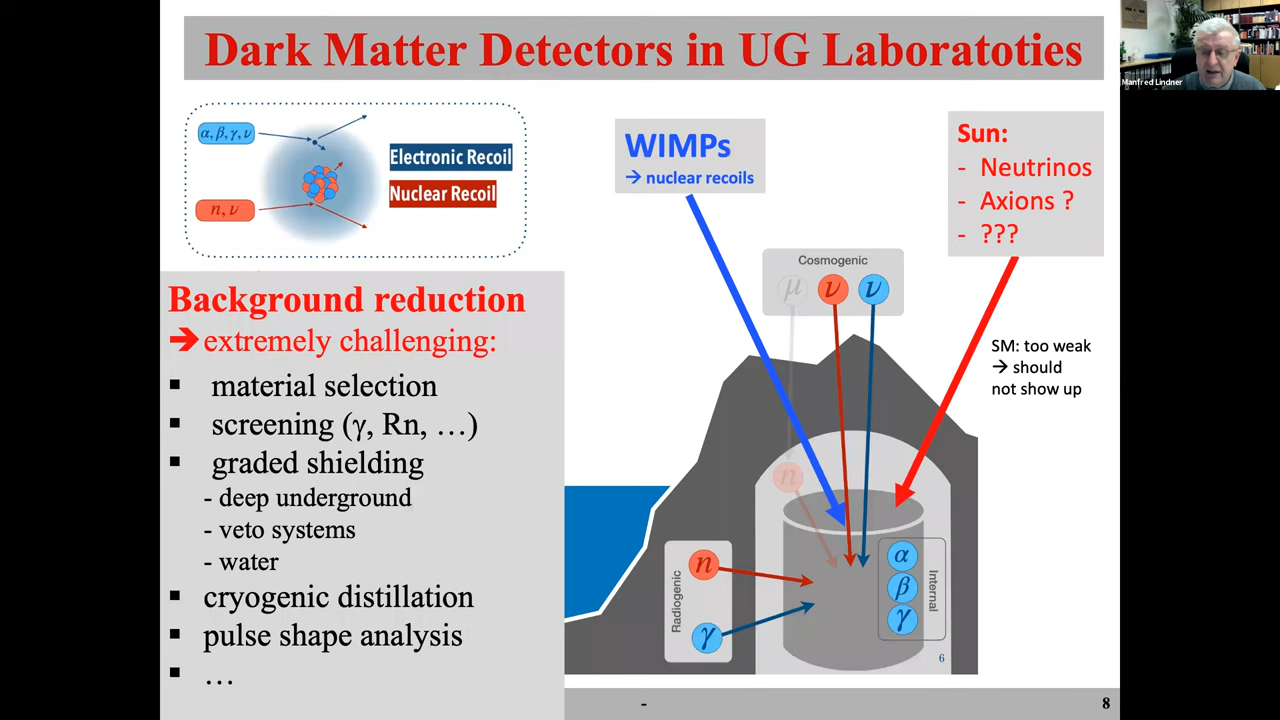 Dark Matter Detectors in UG Laboratoties
Manfred Lindner
α, β, γ, ν
n, ν
Electronic Recoil
Nuclear Recoil
WIMPs
→ nuclear recoils
Sun:
- Neutrinos
- Axions ?
- ???
Cosmogenic
μ ν ν
SM: too weak
→ should
not show up
Background reduction
➔ extremely challenging:
▪ material selection
▪ screening (γ, Rn, …)
▪ graded shielding
- deep underground
- veto systems
- water
▪ cryogenic distillation
▪ pulse shape analysis
▪ …
n
Radiogenic
n
γ
α
β
γ
Internal
6
-
8